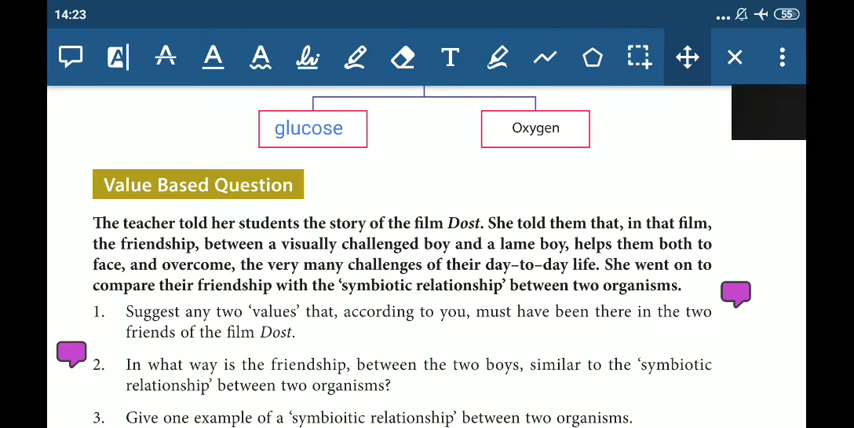 14:23
55
glucose
Oxygen
Value Based Question
The teacher told her students the story of the film Dost. She told them that, in that film,
the friendship, between a visually challenged boy and a lame boy, helps them both to
face, and overcome, the very many challenges of their day–to–day life. She went on to
compare their friendship with the ‘symbiotic relationship’ between two organisms.
1. Suggest any two ‘values’ that, according to you, must have been there in the two
friends of the film Dost.
2. In what way is the friendship, between the two boys, similar to the ‘symbiotic
relationship’ between two organisms?
3. Give one example of a ‘symbioitic relationship’ between two organisms.